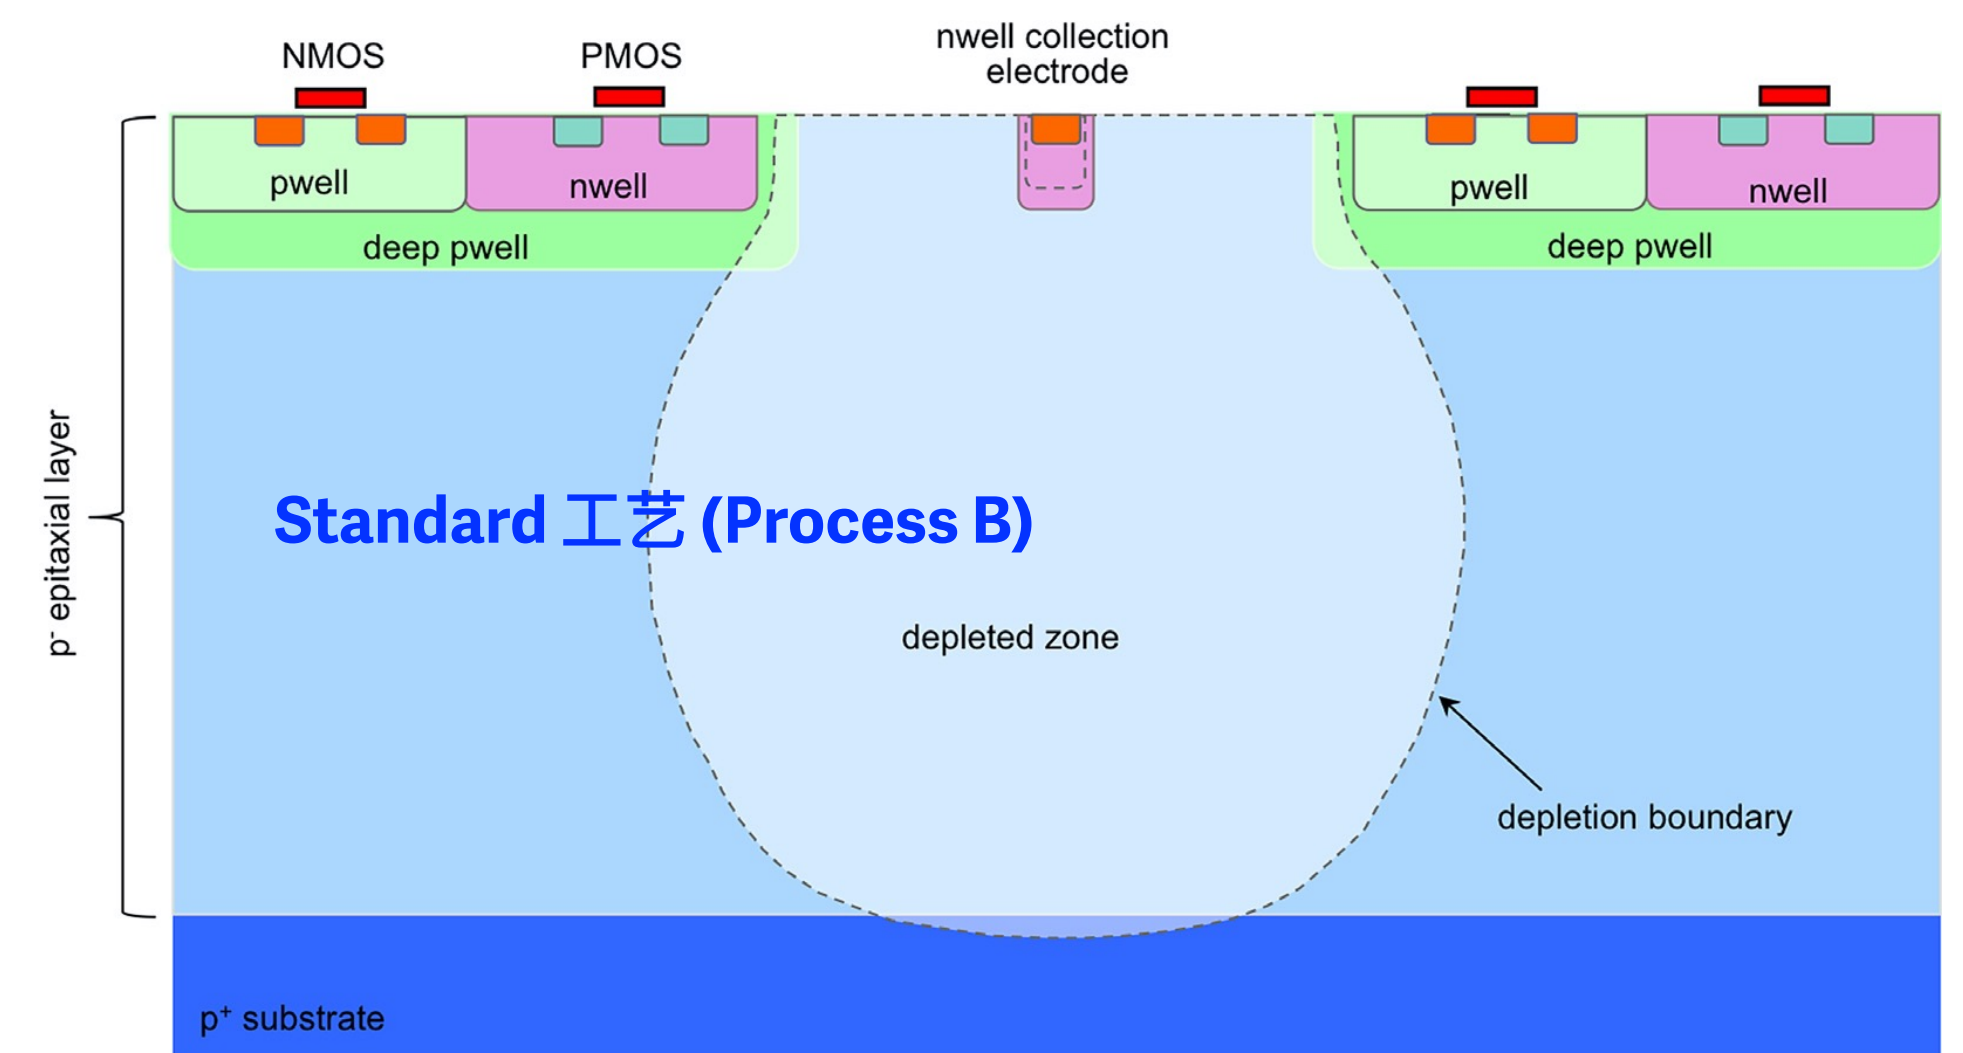 NMOS
PMOS
nwell collection
electrode
pwell
nwell
deep pwell
pwell
nwell
deep pwell
p⁻ epitaxial layer
Standard 工艺 (Process B)
depleted zone
depletion boundary
p⁺ substrate